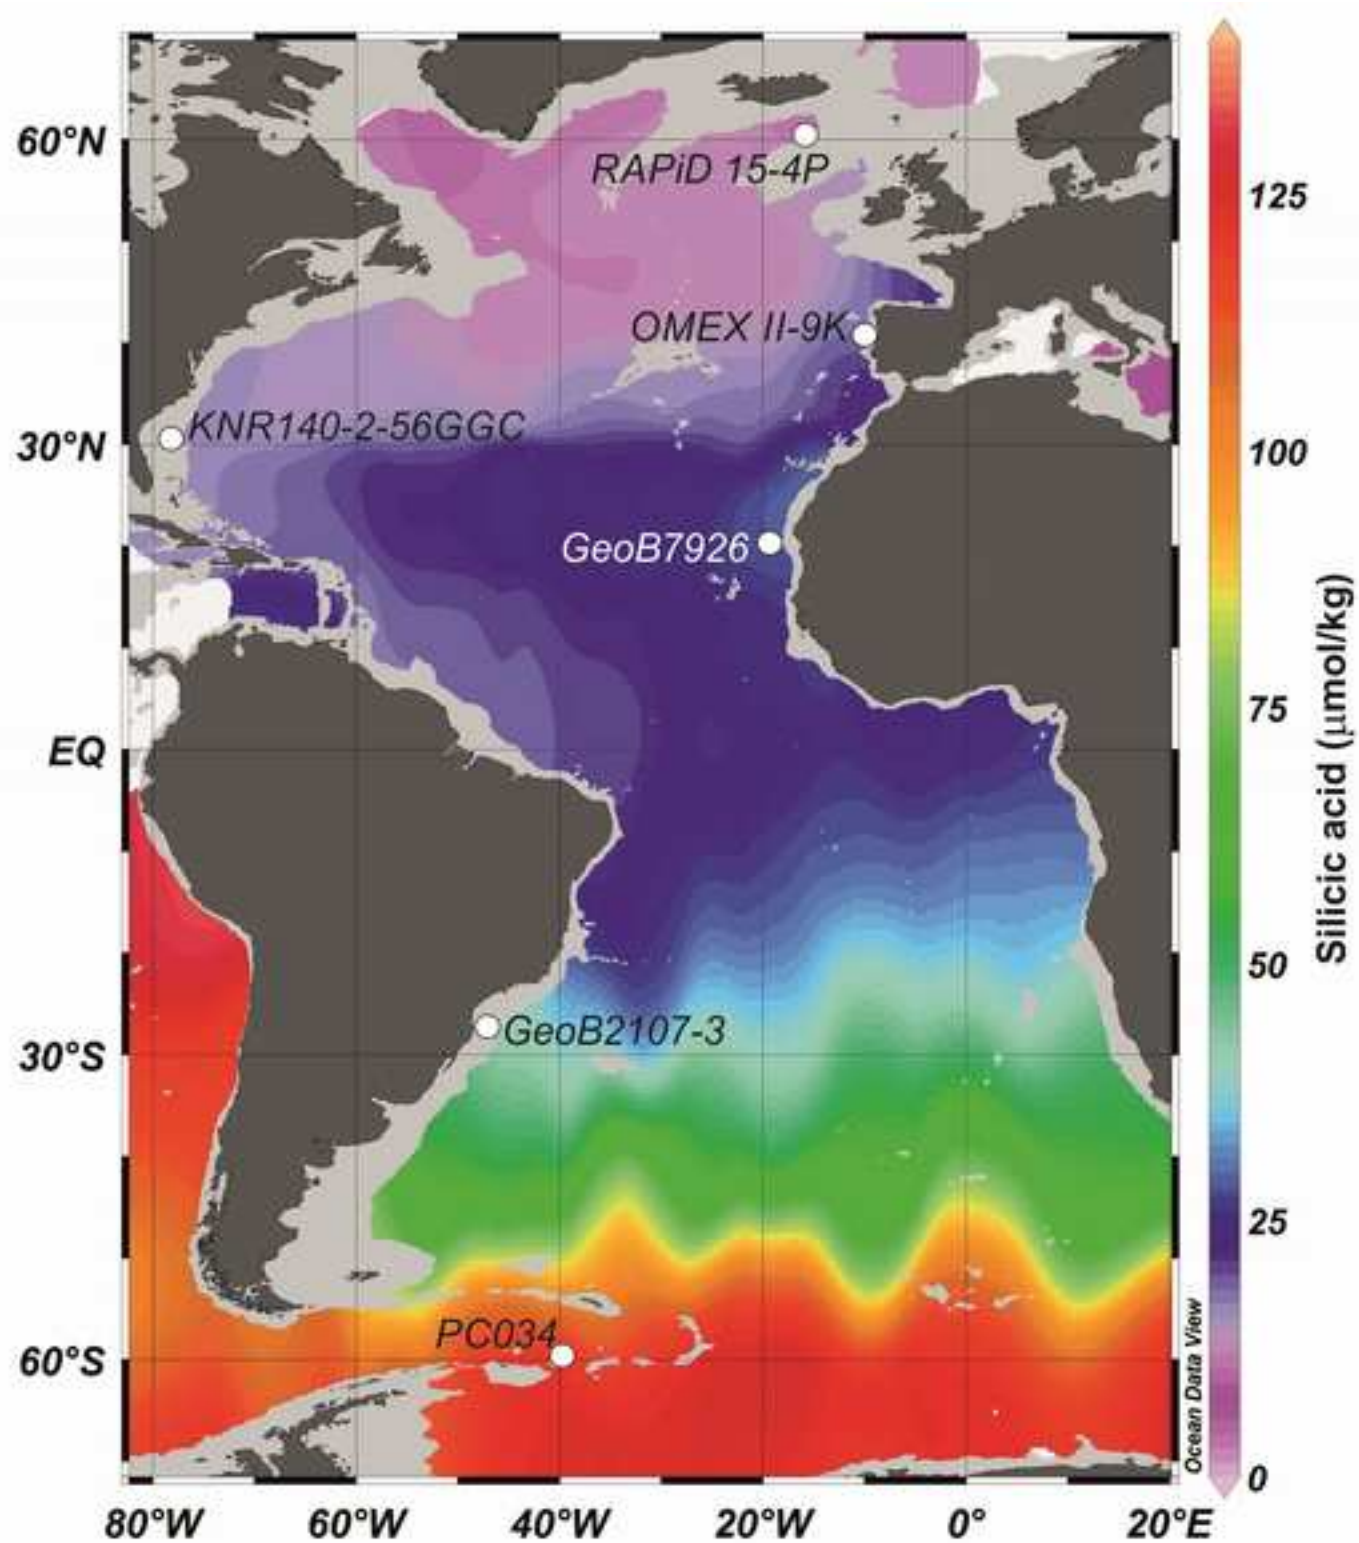 60°N
RAPiD 15-4P
125
OMEX II-9K
KNR140-2-56GGC
30°N
100
GeoB7926
75
EQ
Silicic acid (µmol/kg)
50
GeoB2107-3
30°S
25
PC034
60°S
Ocean Data View
0
80°W 60°W 40°W 20°W 0° 20°E